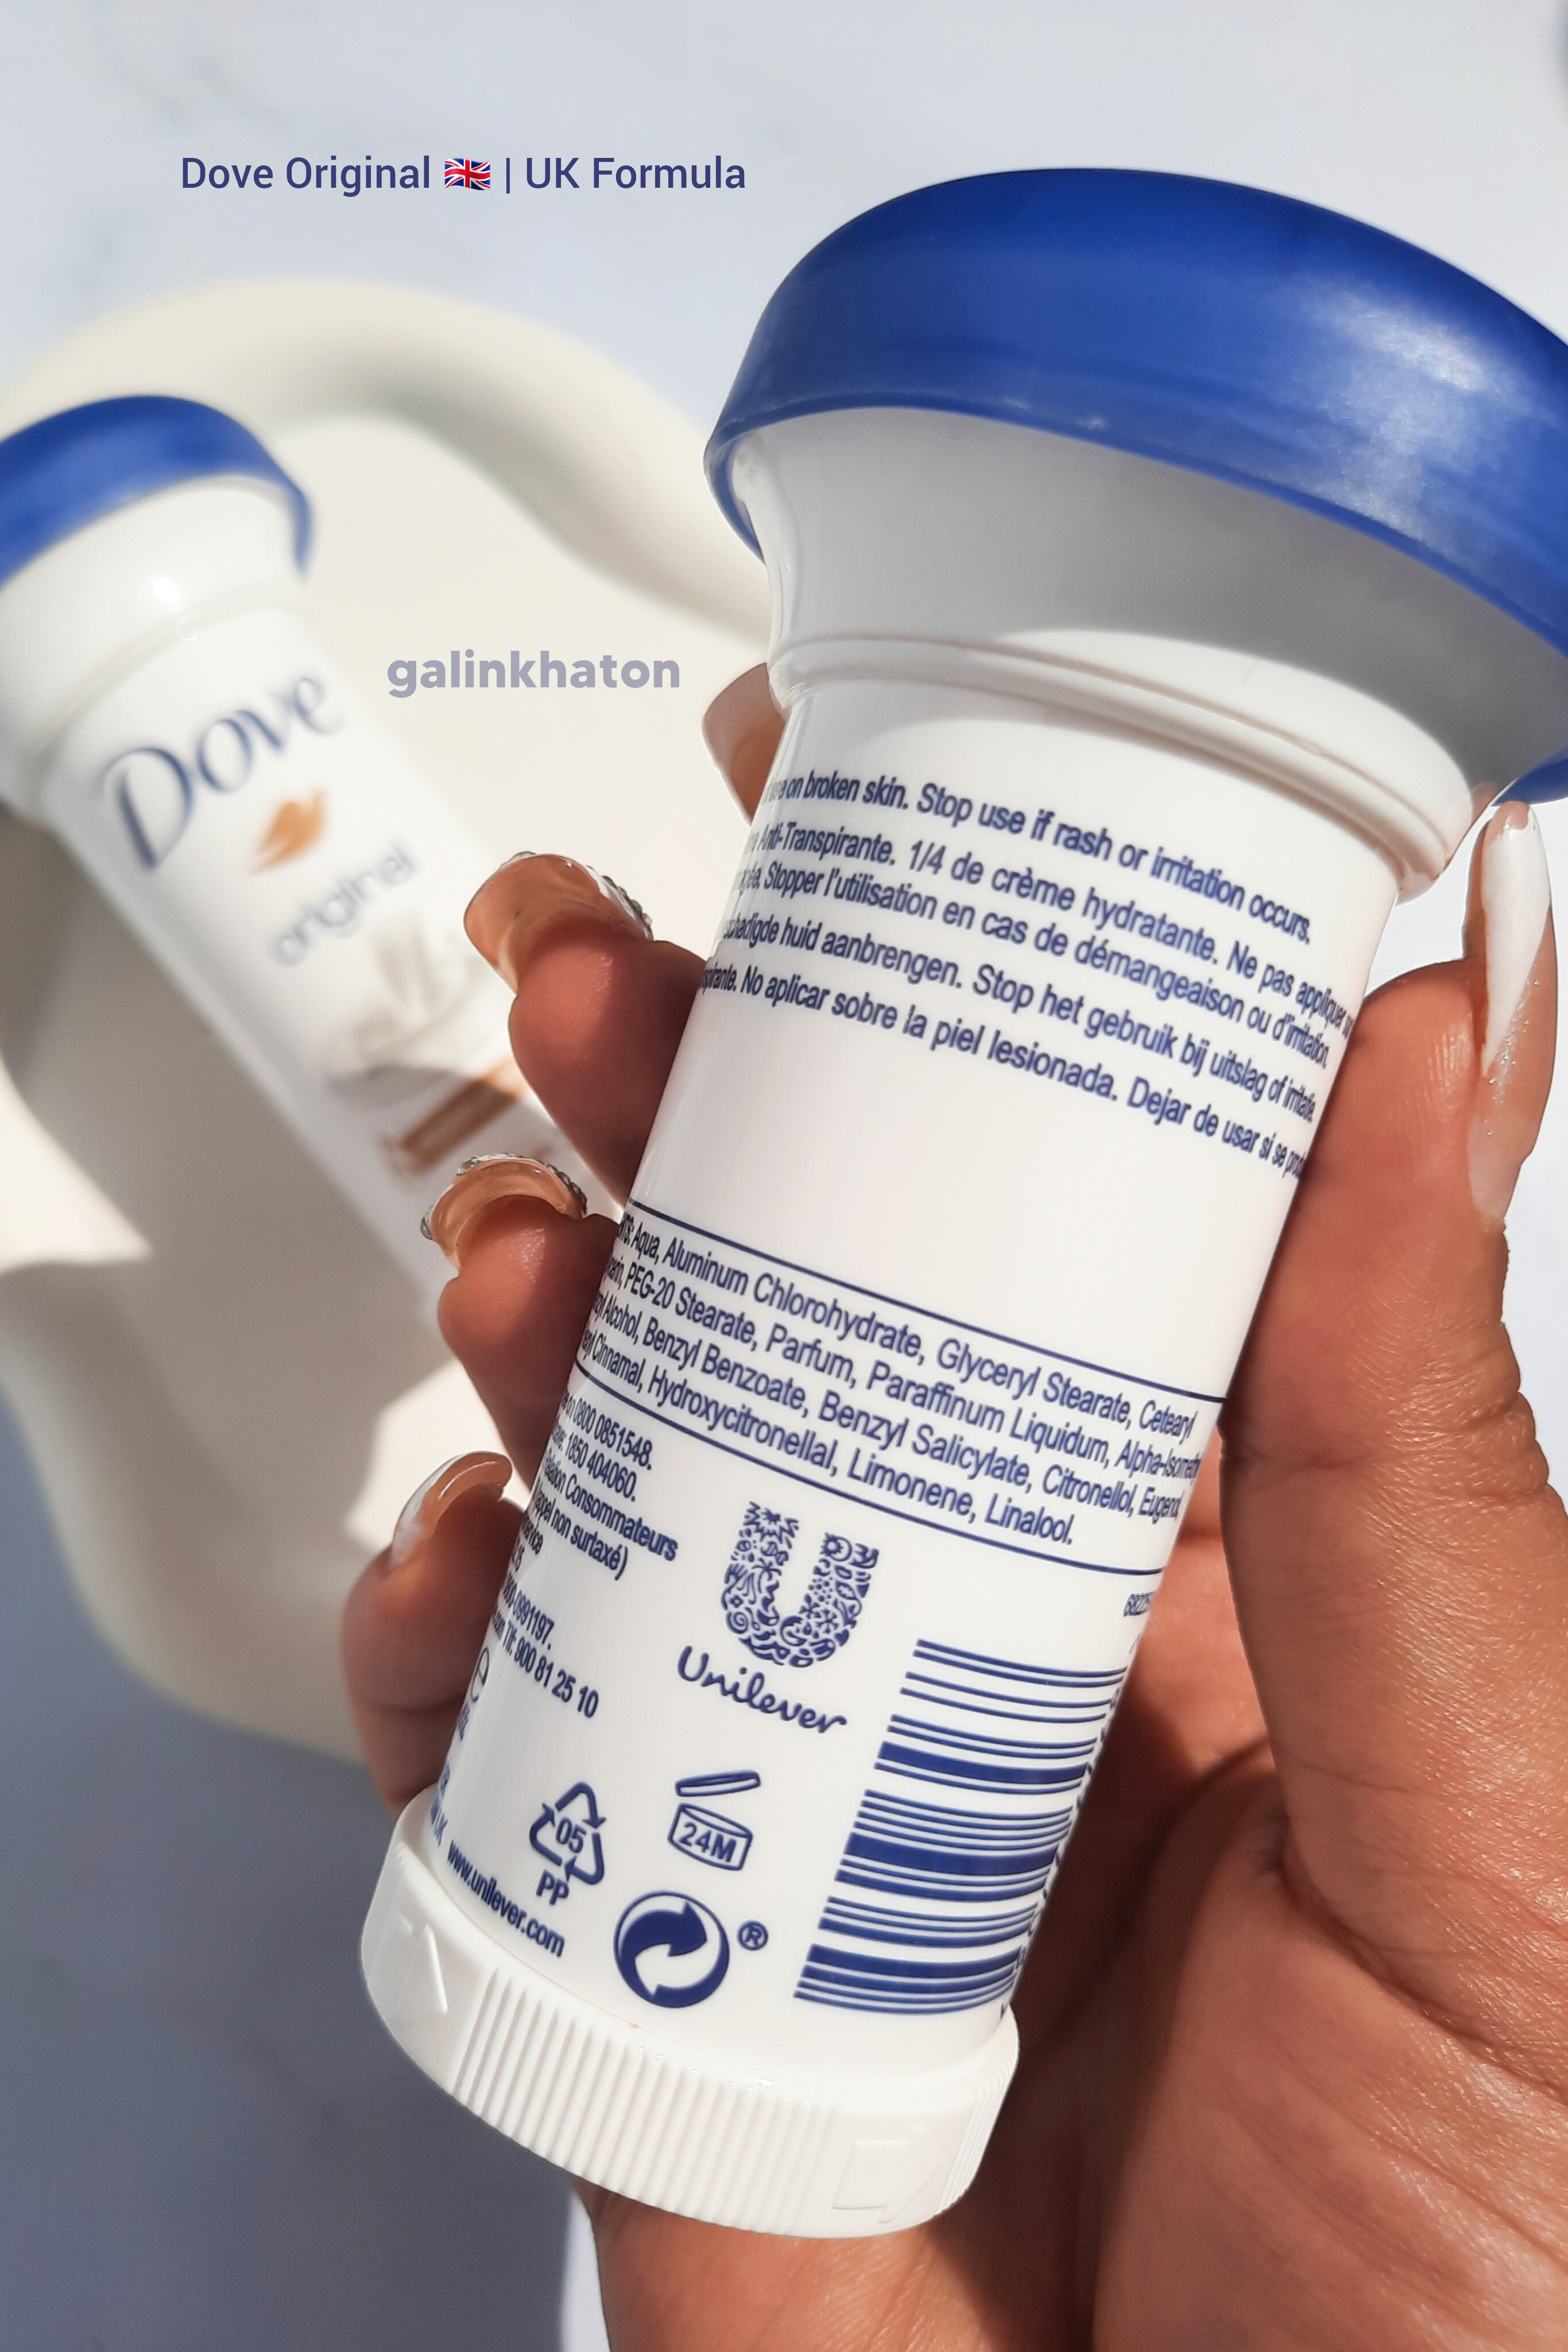 Dove Original 🇬🇧 | UK Formula
galinkhaton
Dove
original
on broken skin. Stop use if rash or irritation occurs.
Anti-Transpirante. 1/4 de crème hydratante. Ne pas appliquer
Stopper l'utilisation en cas de démangeaison ou d'irritation.
huid aanbrengen. Stop het gebruik bij uitslag of irritatie.
No aplicar sobre la piel lesionada. Dejar de usar si se
Aqua, Aluminum Chlorohydrate, Glyceryl Stearate, Cetearyl
PEG-20 Stearate, Parfum, Paraffinum Liquidum,
Alcohol, Benzyl Benzoate, Benzyl Salicylate, Citronellol, Eugenol,
Cinnamal, Hydroxycitronellal, Limonene, Linalool.
0800 0851548.
1850 404060.
Consommateurs
appel non surtaxé)
Tlf: 900 81 25 10
Unilever
24M
05
PP
®
www.unilever.com